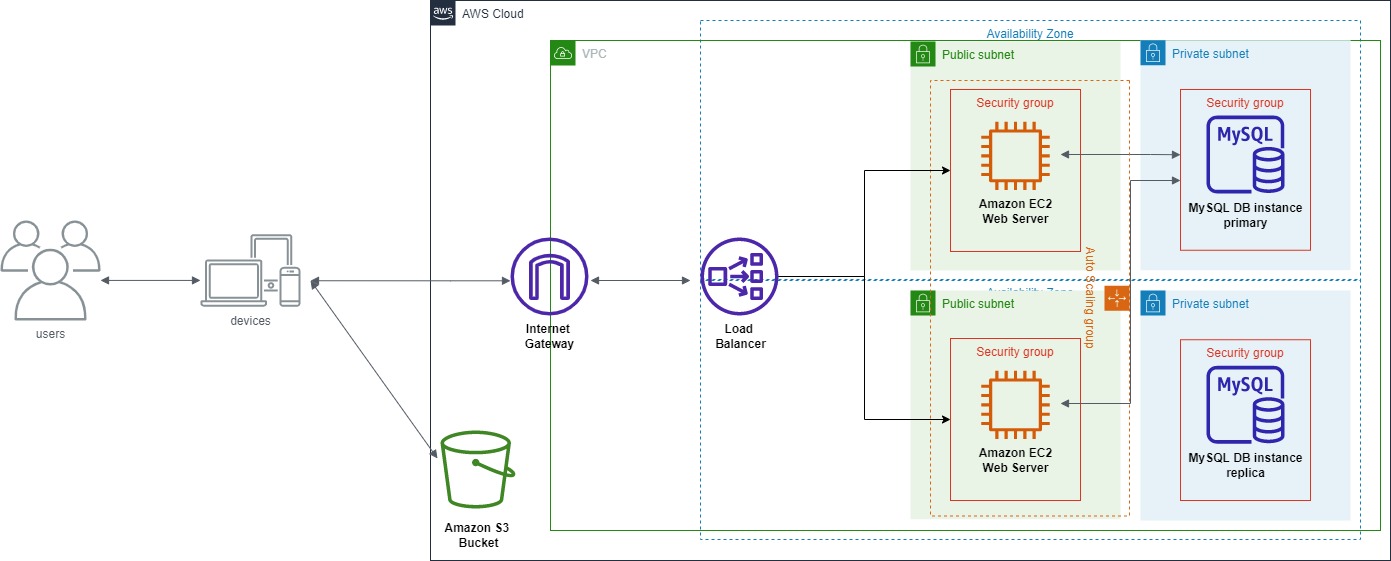 aws
AWS Cloud
Availability Zone
VPC
Public subnet
Private subnet
Security group
Security group
MySQL
Amazon EC2
Web Server
MySQL DB instance
primary
users
devices
Internet
Gateway
Load
Balancer
Auto Scaling group
Availability Zone
Public subnet
Private subnet
Security group
Security group
MySQL
Amazon EC2
Web Server
MySQL DB instance
replica
Amazon S3
Bucket